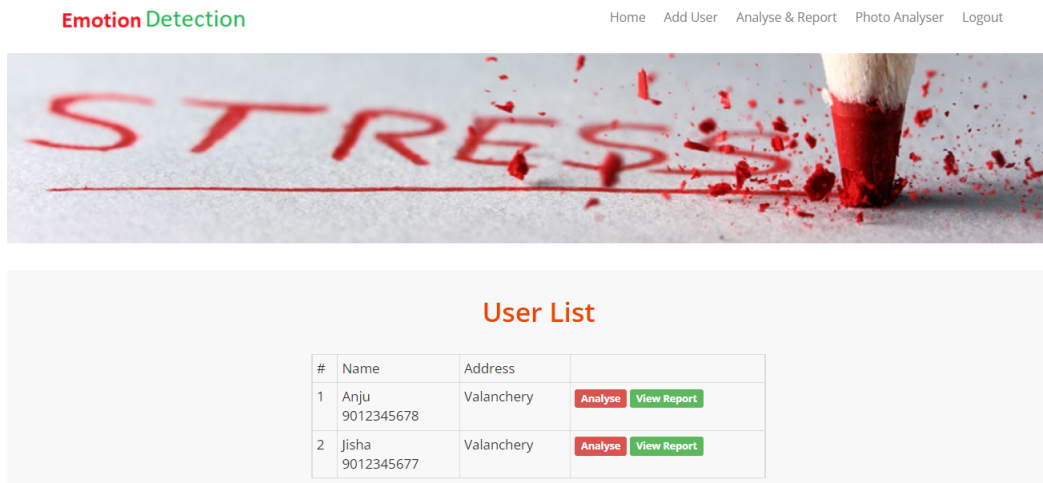 Emotion Detection
Home Add User Analyse & Report Photo Analyser Logout
STRESS
User List
# Name Address
1 Anju Valanchery Analyse View Report
9012345678
2 Jisha Valanchery Analyse View Report
9012345677